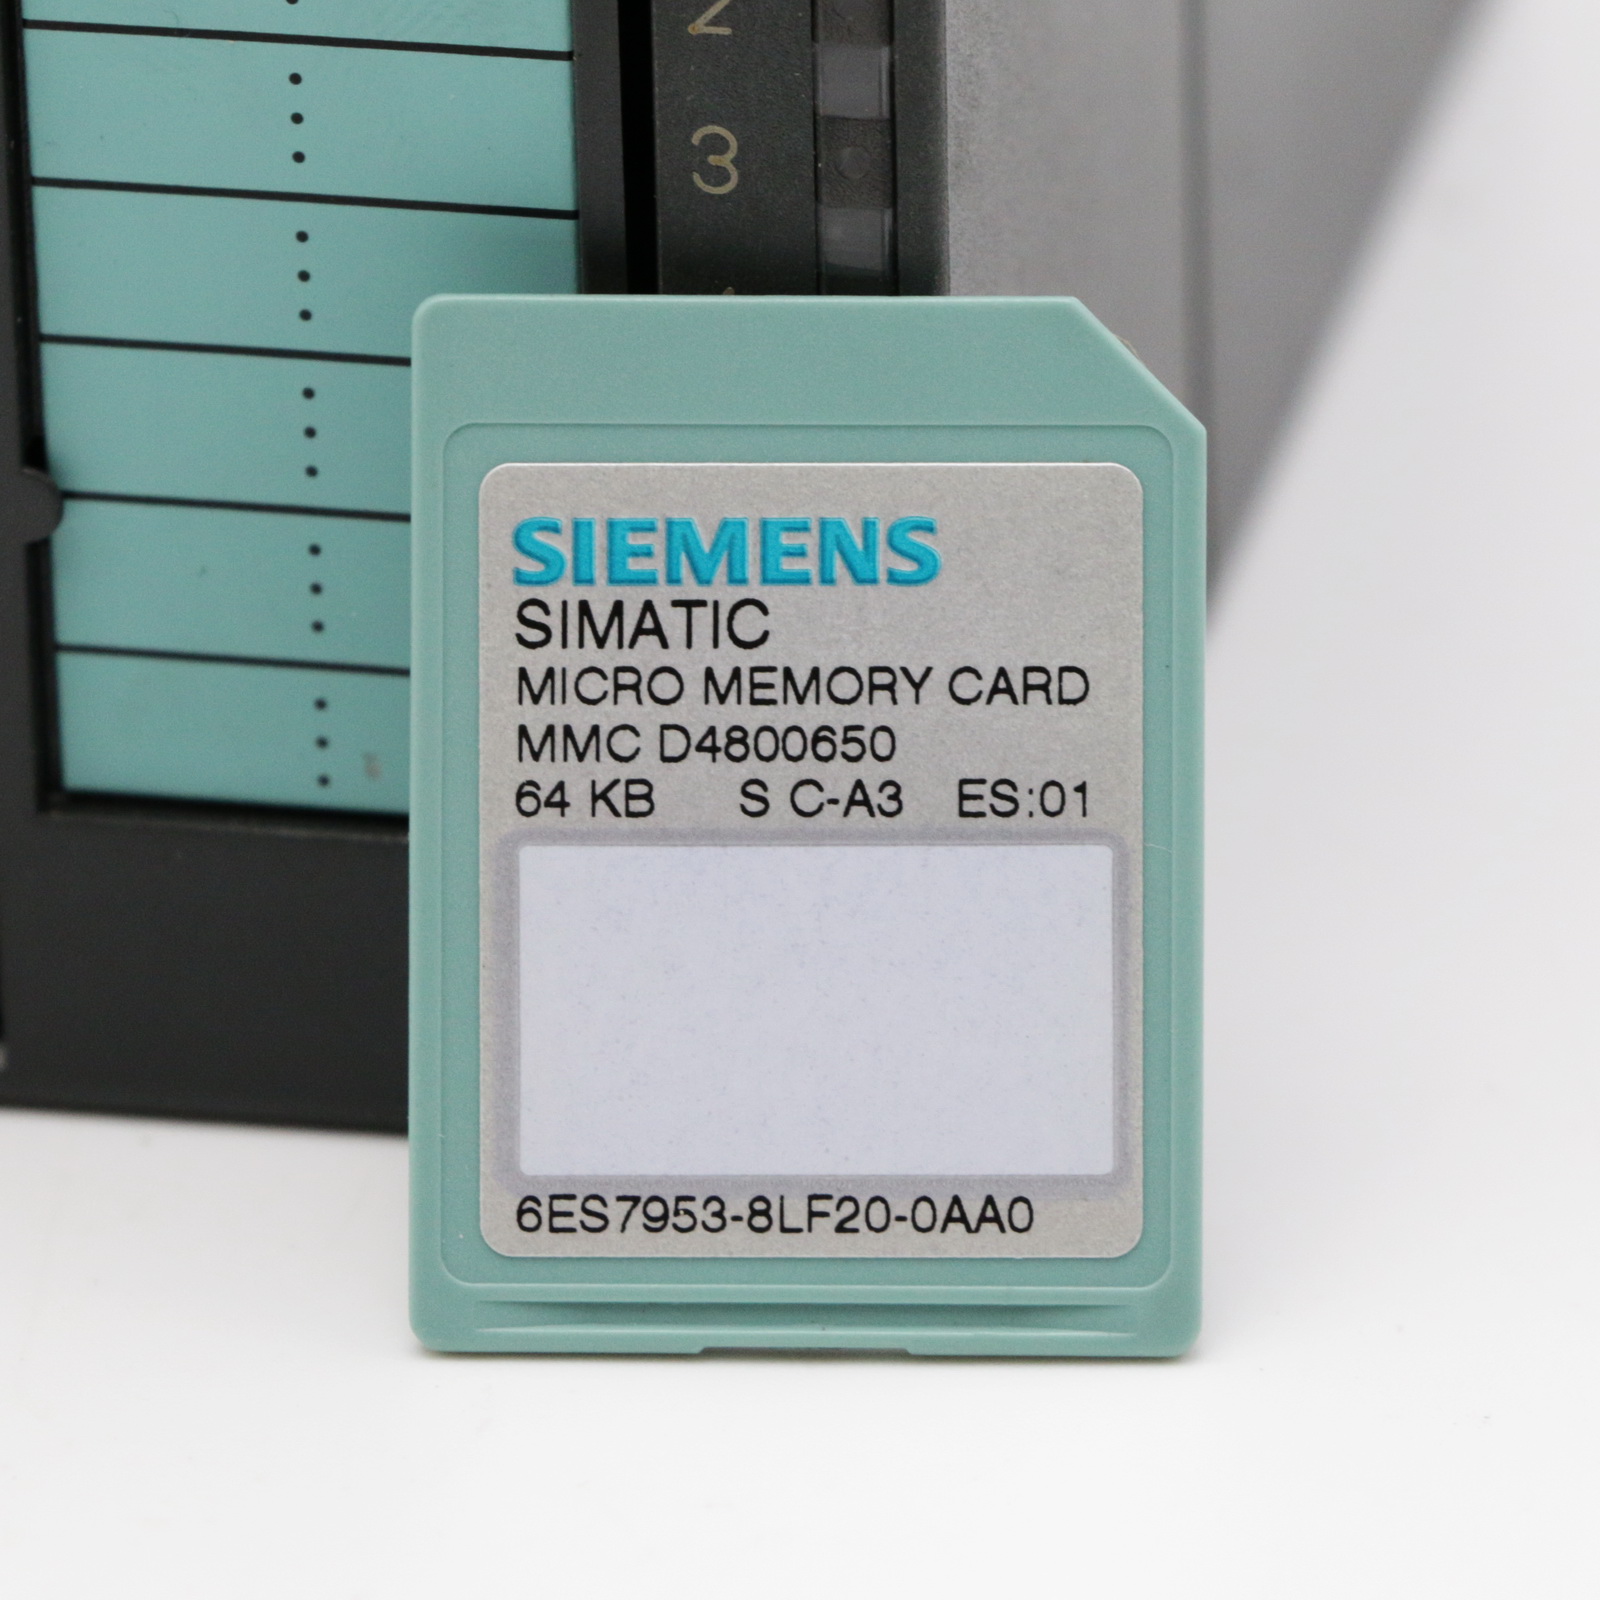 2
3
SIEMENS
SIMATIC
MICRO MEMORY CARD
MMC D4800650
64 KB S C-A3 ES:01
6ES7953-8LF20-0AA0